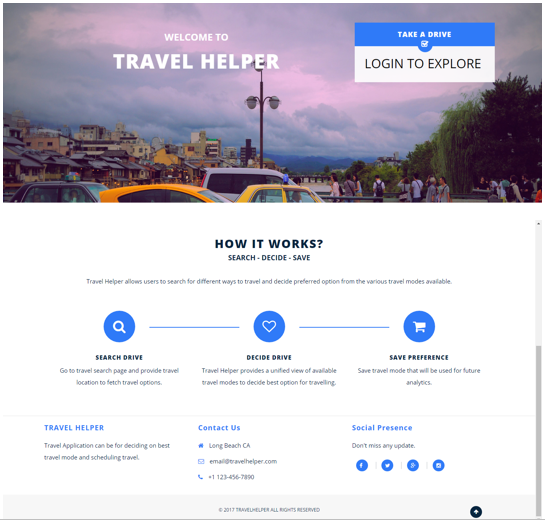 WELCOME TO
TRAVEL HELPER
TAKE A DRIVE
LOGIN TO EXPLORE
HOW IT WORKS?
SEARCH - DECIDE - SAVE
Travel Helper allows users to search for different ways to travel and decide preferred option from the various travel modes available.
SEARCH DRIVE
Go to travel search page and provide travel
location to fetch travel options.
DECIDE DRIVE
Travel Helper provides a unified view of available
travel modes to decide best option for travelling.
SAVE PREFERENCE
Save travel mode that will be used for future
analytics.
TRAVEL HELPER
Travel Application can be for deciding on best
travel mode and scheduling travel.
Contact Us
Long Beach CA
email@travelhelper.com
+1 123-456-7890
Social Presence
Don't miss any update.
© 2017 TRAVELHELPER ALL RIGHTS RESERVED